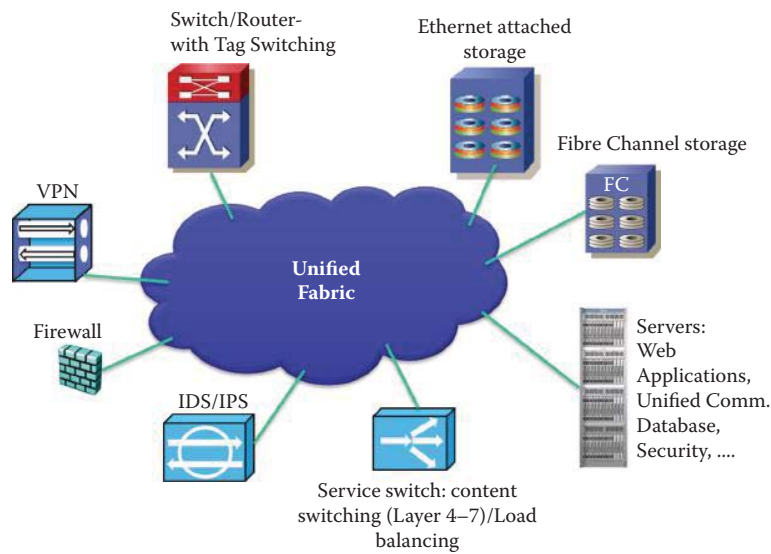 Switch/Router-
with Tag Switching
Ethernet attached
storage
Fibre Channel storage
FC
VPN
Unified
Fabric
Firewall
IDS/IPS
Servers:
Web
Applications,
Unified Comm.
Database,
Security, ....
Service switch: content
switching (Layer 4–7)/Load
balancing